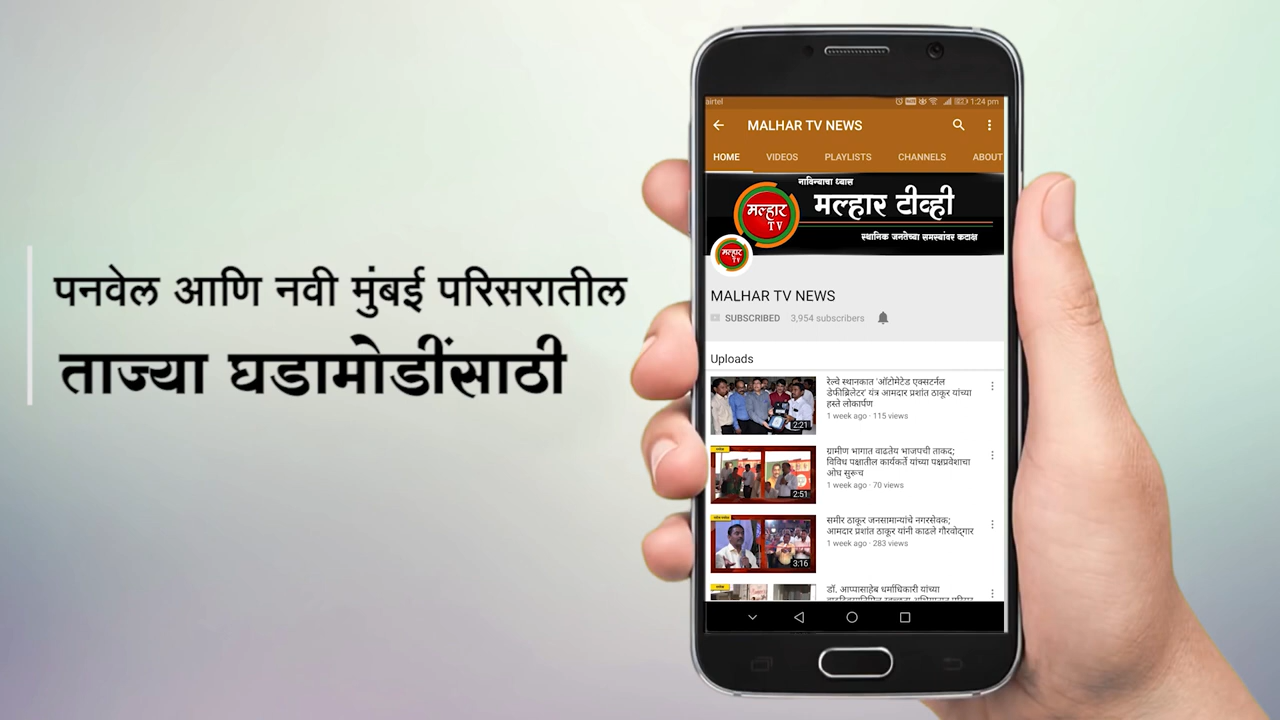 पनवेल आणि नवी मुंबई परिसरातील
ताज्या घडामोडींसाठी
airtel
1:24 pm
MALHAR TV NEWS
HOME VIDEOS PLAYLISTS CHANNELS ABOUT
नाविन्याचा ध्यास
मल्हार टीव्ही
मल्हार
TV
स्थानिक जनतेच्या समस्यांवर कटाक्ष
मल्हार
TV
MALHAR TV NEWS
SUBSCRIBED 3,954 subscribers
Uploads
रेल्वे स्थानकात 'ऑटोमेटेड एक्सटर्नल
डेफीब्रिलेटर' यंत्र आमदार प्रशांत ठाकूर यांच्या
हस्ते लोकार्पण
1 week ago · 115 views
2:21
ग्रामीण भागात वाढतेय भाजपची ताकद;
विविध पक्षातील कार्यकर्ते यांच्या पक्षप्रवेशाचा
ओघ सुरूच
1 week ago · 70 views
2:51
समीर ठाकूर जनसामान्यांचे नगरसेवक;
आमदार प्रशांत ठाकूर यांनी काढले गौरवोद्गार
1 week ago · 283 views
3:16
डॉ. आप्पासाहेब धर्माधिकारी यांच्या